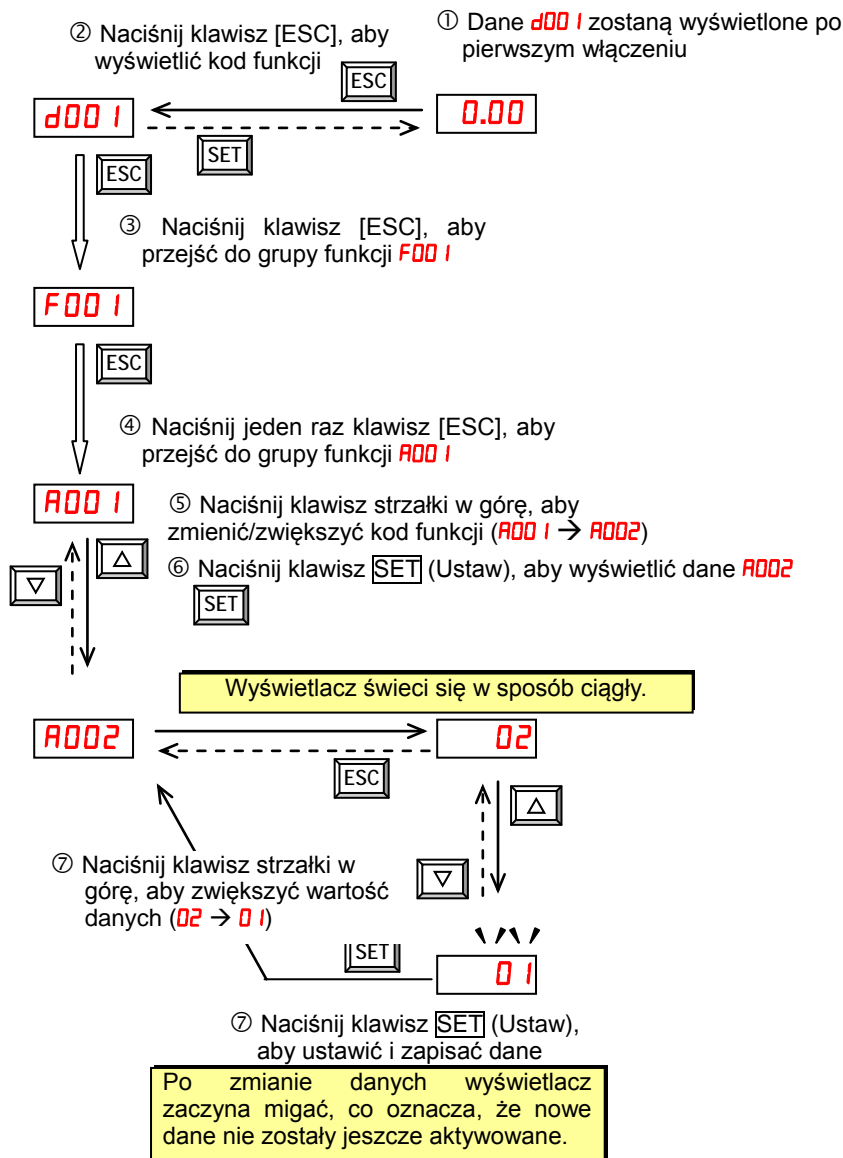 ② Naciśnij klawisz [ESC], aby
wyświetlić kod funkcji
① Dane d001 zostaną wyświetlone po
pierwszym włączeniu
ESC
d001
0.00
SET
ESC
③ Naciśnij klawisz [ESC], aby
przejść do grupy funkcji F001
F001
ESC
④ Naciśnij jeden raz klawisz [ESC], aby
przejść do grupy funkcji A001
A001
⑤ Naciśnij klawisz strzałki w górę, aby
zmienić/zwiększyć kod funkcji (A001 → A002)
⑥ Naciśnij klawisz SET (Ustaw), aby wyświetlić dane A002
SET
Wyświetlacz świeci się w sposób ciągły.
A002
02
ESC
⑦ Naciśnij klawisz strzałki w
górę, aby zwiększyć wartość
danych (02 → 01)
SET
01
⑦ Naciśnij klawisz SET (Ustaw),
aby ustawić i zapisać dane
Po zmianie danych wyświetlacz
zaczyna migać, co oznacza, że nowe
dane nie zostały jeszcze aktywowane.